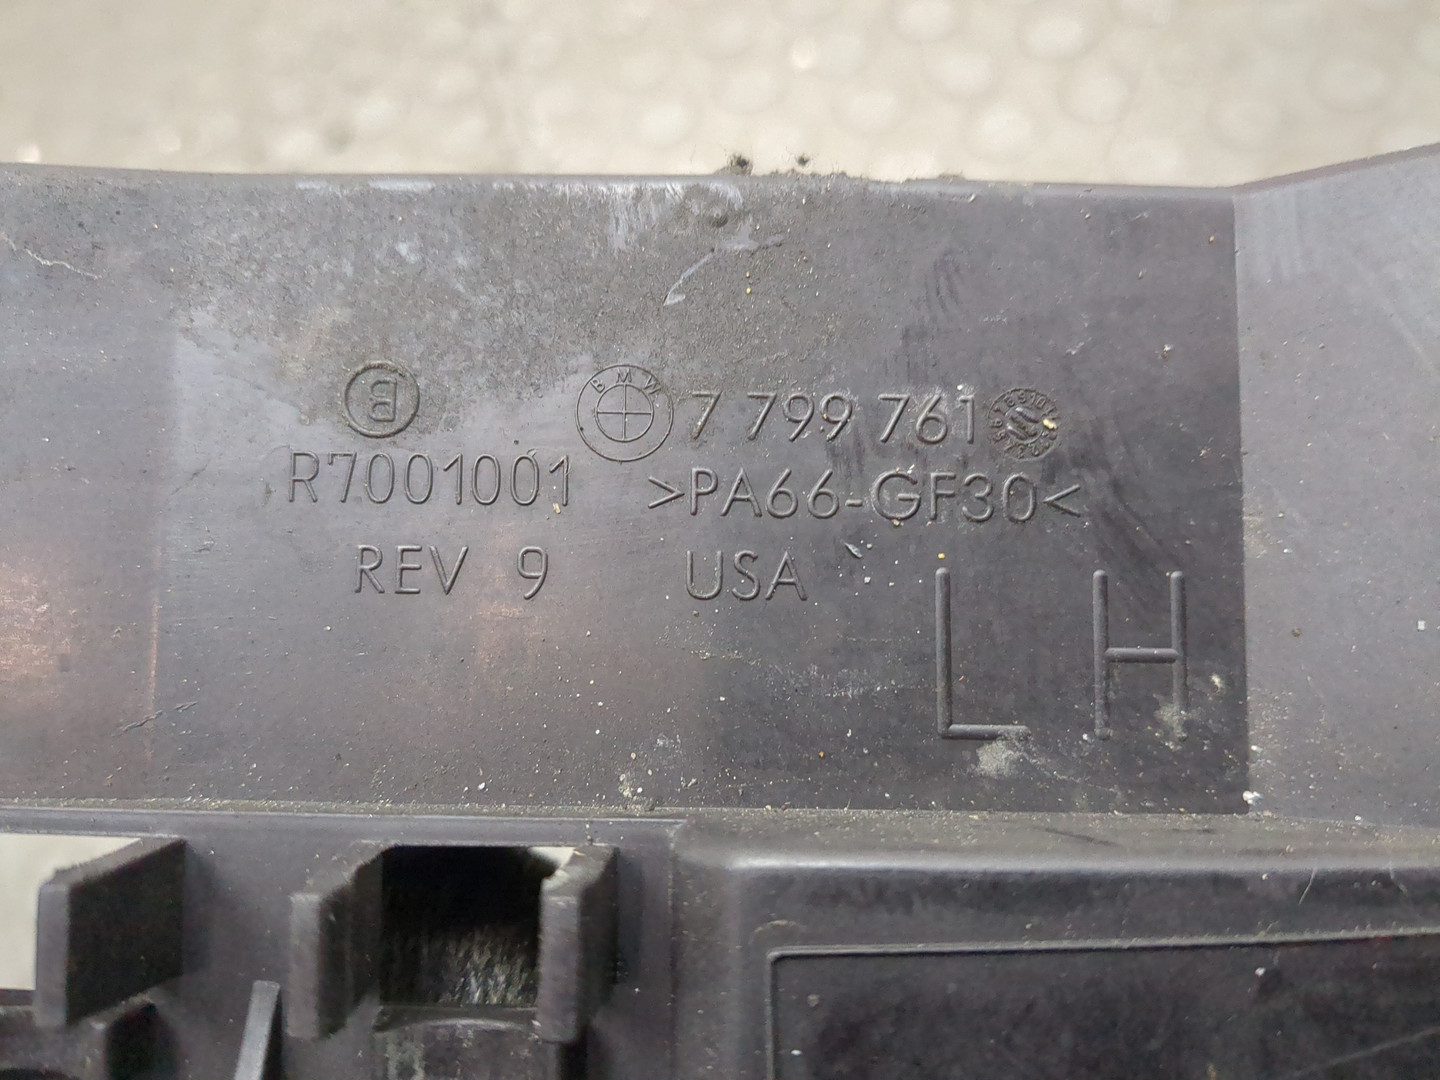 B BMW 7 799 761
R7001001 >PA66-GF30<
REV 9 USA
LH